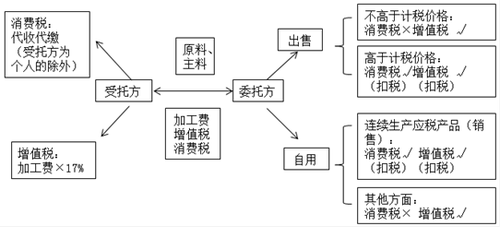 消费税：
代收代缴
（受托方为
个人的除外）
受托方
增值税：
加工费×17%
原料、
主料
加工费
增值税
消费税
委托方
出售
自用
不高于计税价格：
消费税×增值税 √
高于计税价格：
消费税√增值税 √
（扣税）（扣税）
连续生产应税产品（销
售）：
消费税√ 增值税√
（扣税） （扣税）
其他方面：
消费税× 增值税√